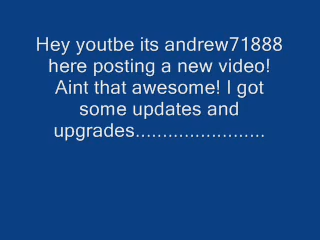 Hey youtbe its andrew71888
here posting a new video!
Aint that awesome! I got
some updates and
upgrades........................